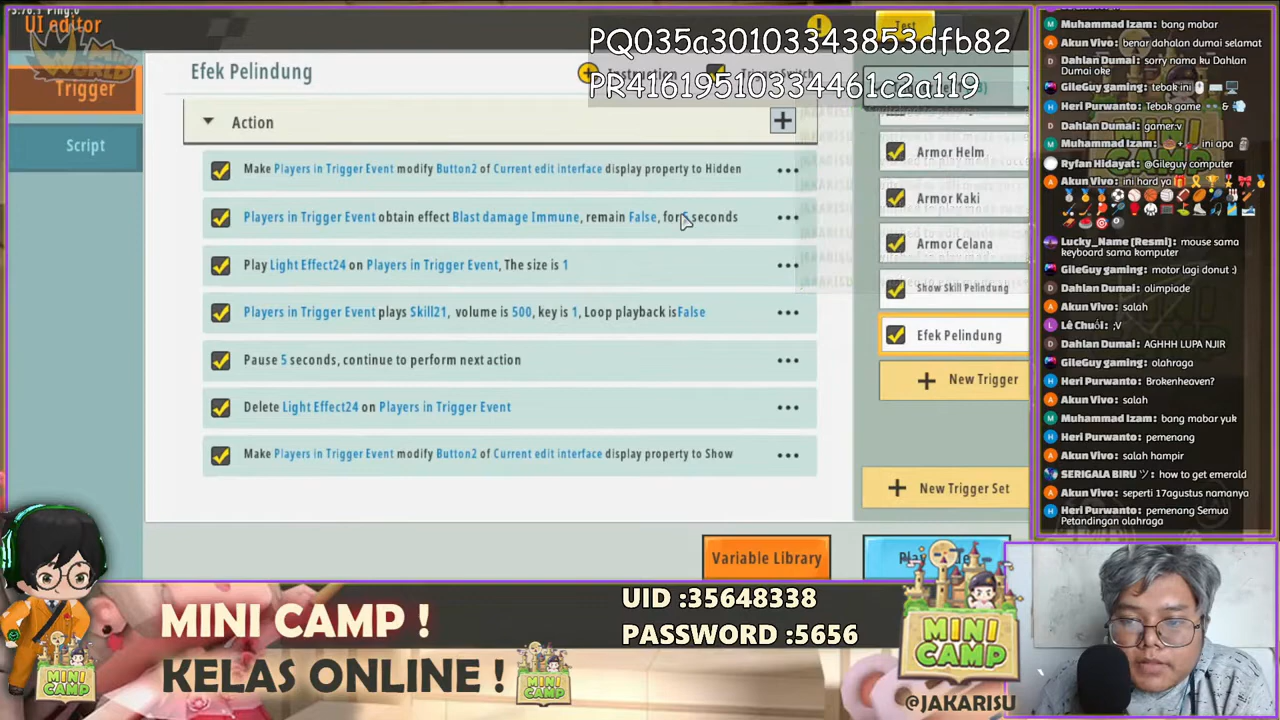 UI editor
Test
PQ035a30103343853dfb82
PR41619510334461c2a119
Trigger
Script
Efek Pelindung
Action
Make Players in Trigger Event modify Button2 of Current edit interface display property to Hidden
Players in Trigger Event obtain effect Blast damage Immune, remain False, for seconds
Play Light Effect24 on Players in Trigger Event, The size is 1
Players in Trigger Event plays Skill21, volume is 500, key is 1, Loop playback isFalse
Pause 5 seconds, continue to perform next action
Delete Light Effect24 on Players in Trigger Event
Make Players in Trigger Event modify Button2 of Current edit interface display property to Show
Armor Helm
Armor Kaki
Armor Celana
Show Skill Pelindung
Efek Pelindung
+ New Trigger
+ New Trigger Set
Variable Library
Muhammad Izam: bang mabar
Akun Vivo: benar dahalan dumai selamat
Dahlan Dumai: sorry nama ku Dahlan
Dumai oke
GileGuy gaming: tebak ini
Heri Purwanto: Tebak game & 
Dahlan Dumai: gamer:v
Muhammad Izam: + ini apa
Ryfan Hidayat: @Gileguy computer
Akun Vivo: ini hard ya
Lucky_Name (Resmi): mouse sama
keyboard sama komputer
GileGuy gaming: motor lagi donut :)
Dahlan Dumai: olimpiade
Akun Vivo: salah
Lê Chuối: ;V
Dahlan Dumai: AGHHH LUPA NJIR
GileGuy gaming: olahraga
Heri Purwanto: Brokenheaven?
Akun Vivo: salah
Muhammad Izam: bang mabar yuk
Heri Purwanto: pemenang
Akun Vivo: salah hampir
SERIGALA BIRU ツ: how to get emerald
Akun Vivo: seperti 17agustus namanya
Heri Purwanto: pemenang Semua
Petandingan olahraga
MINI CAMP !
KELAS ONLINE !
UID :35648338
PASSWORD :5656
MINI
CAMP
@JAKARISU
MINI
CAMP
MINI
CAMP